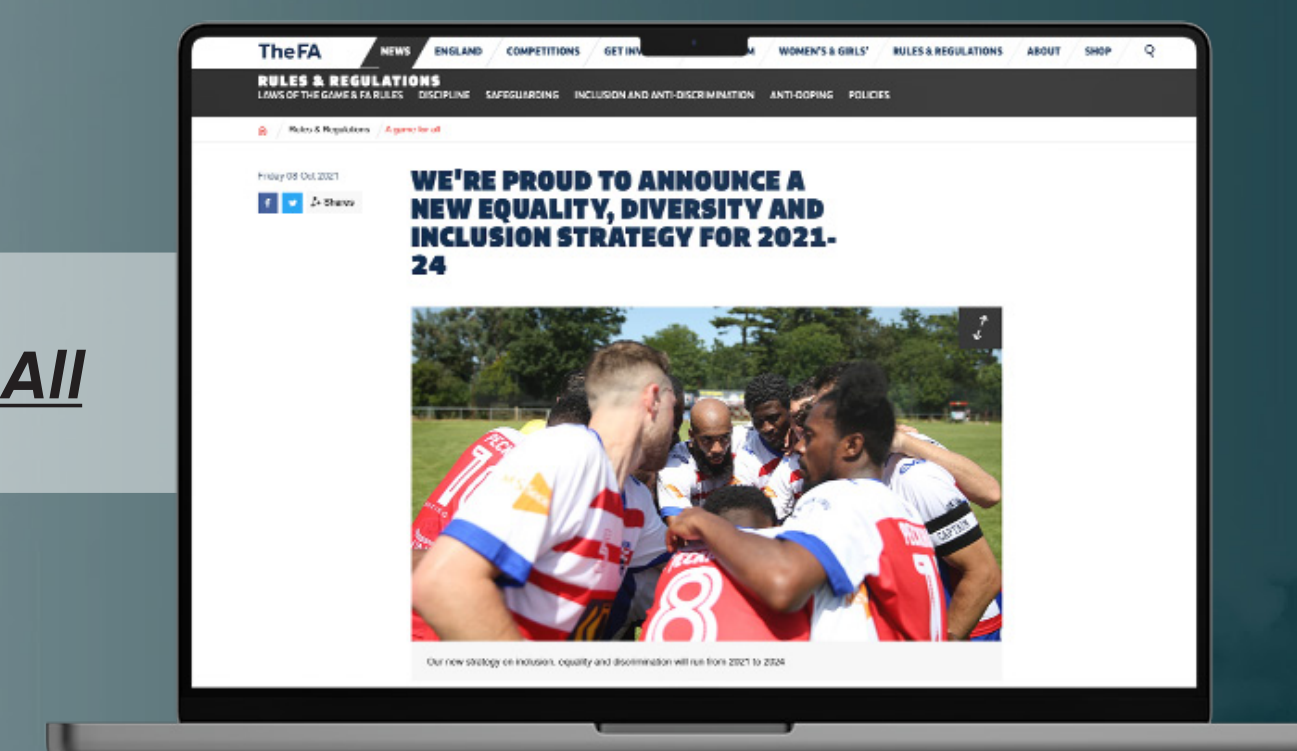 TheFA
NEWS
ENGLAND
COMPETITIONS
WOMEN'S & GIRLS'
RULES & REGULATIONS
ABOUT
SHOP
RULES & REGULATIONS
LAWS OF THE GAME & FA RULES
DISCIPLINE
SAFEGUARDING
INCLUSION AND ANTI-DISCRIMINATION
ANTI-DOPING
POLICIES
Rules & Regulations
A game for all
Friday 08 Oct 2021
Shares
WE'RE PROUD TO ANNOUNCE A
NEW EQUALITY, DIVERSITY AND
INCLUSION STRATEGY FOR 2021-
24
All
CAPTAIN
8
Our new strategy on inclusion, equality and discrimination will run from 2021 to 2024